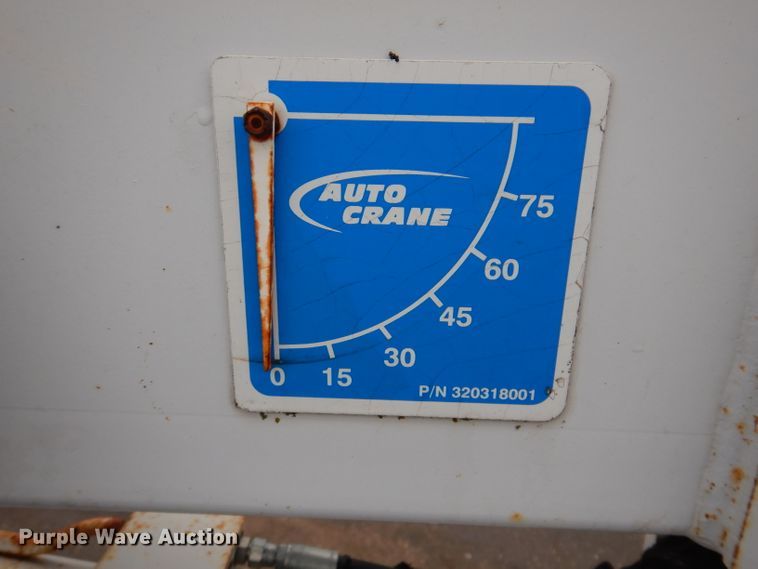 AUTO
CRANE
75
60
45
30
15
0
P/N 320318001
Purple Wave Auction